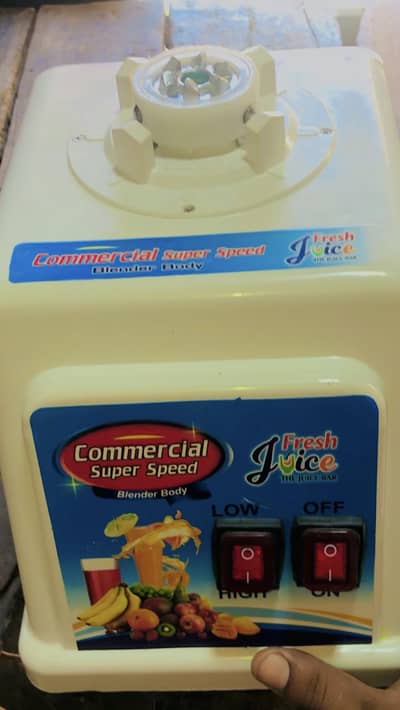 Commercial Super Speed
Blender Body
Fresh
Juice
THE JUICE BAR
Commercial
Super Speed
Blender Body
Fresh
Juice
THE JUICE BAR
LOW OFF
HIGH ON